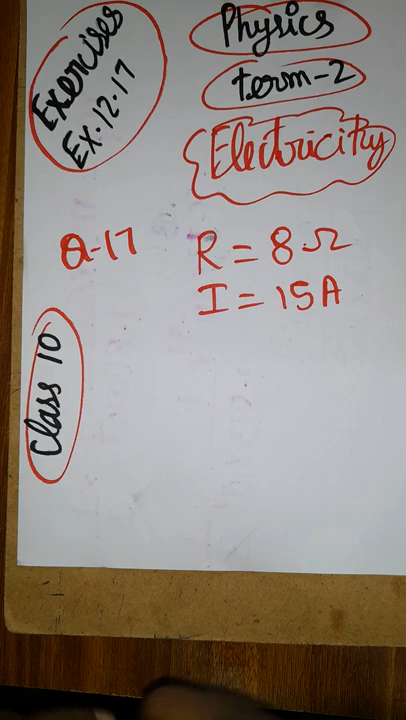 Exercises
Ex.12.17
Physics
term-2
Electricity
Q-17
R = 8 Ω
I = 15A
Class 10